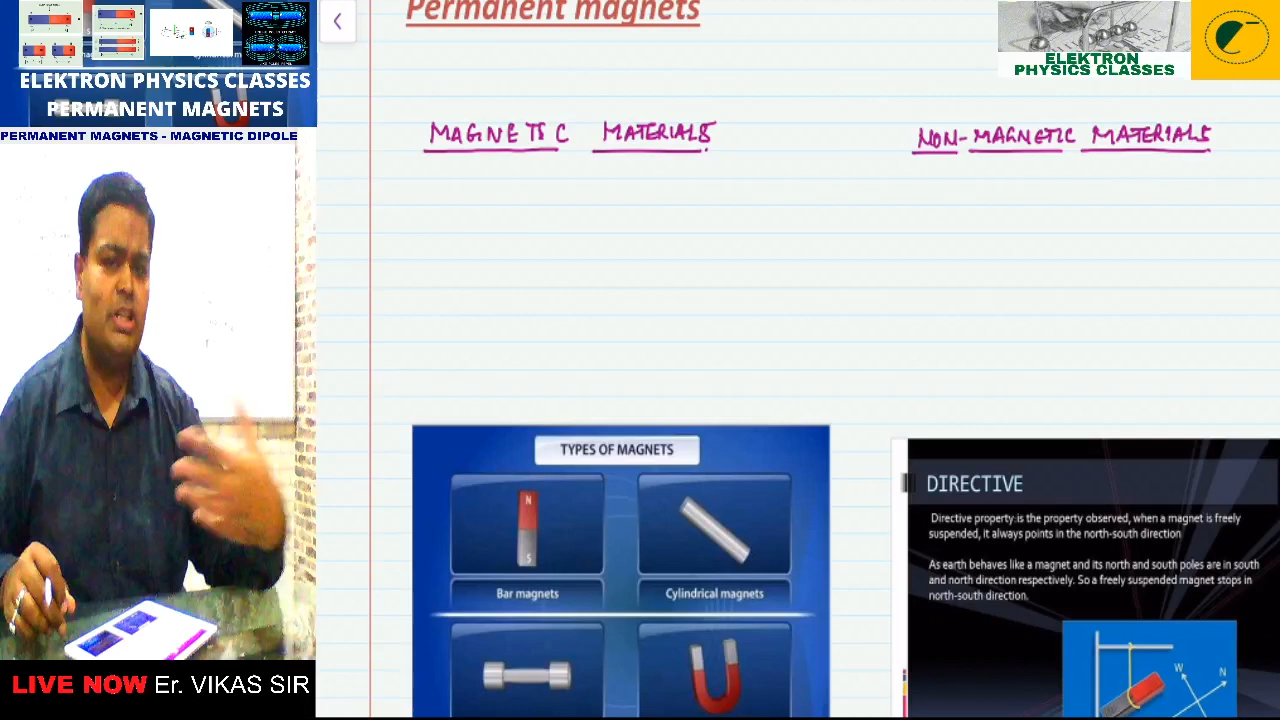 ELEKTRON PHYSICS CLASSES
PERMANENT MAGNETS
PERMANENT MAGNETS - MAGNETIC DIPOLE
LIVE NOW Er. VIKAS SIR
Permanent magnets
ELEKTRON
PHYSICS CLASSES
MAGNETIC MATERIALS
NON-MAGNETIC MATERIALS
TYPES OF MAGNETS
N
S
Bar magnets
Cylindrical magnets
DIRECTIVE
Directive property:is the property observed, when a magnet is freely
suspended, it always points in the north-south direction
As earth behaves like a magnet and its north and south poles are in south
and north direction respectively. So a freely suspended magnet stops in
north-south direction.
W
N